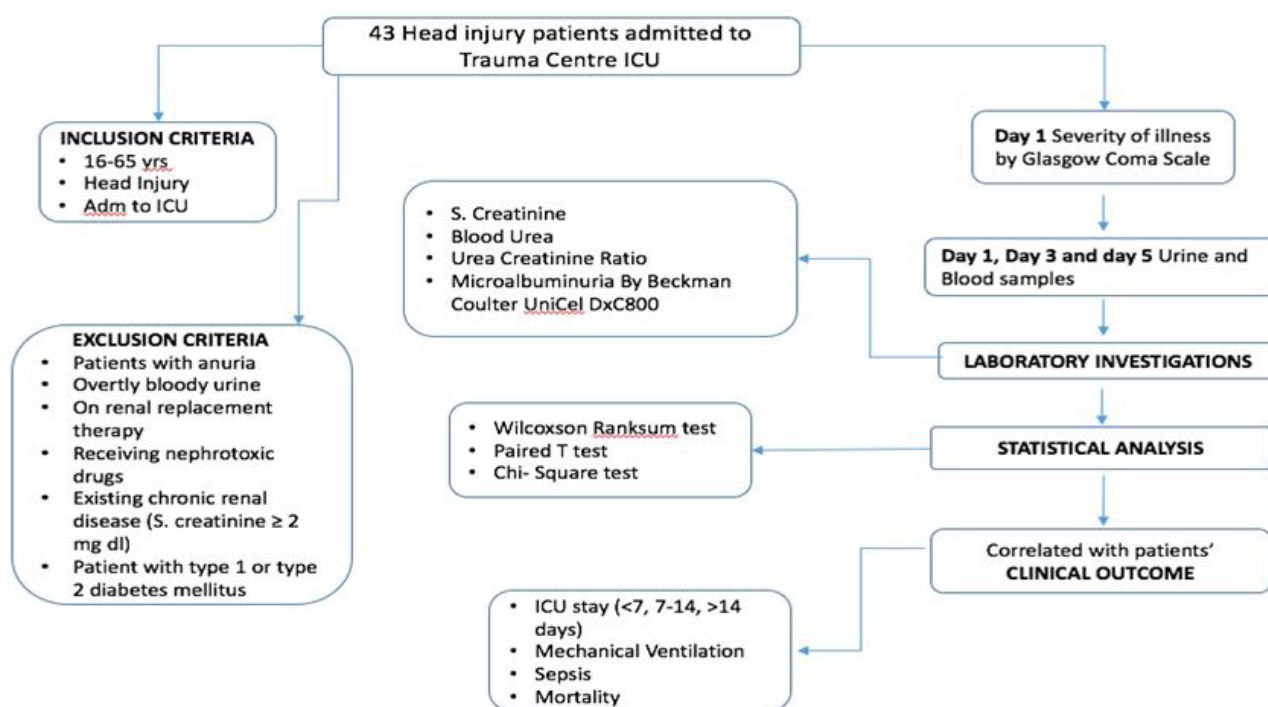 43 Head injury patients admitted to
Trauma Centre ICU
INCLUSION CRITERIA
• 16-65 yrs
• Head Injury
• Adm to ICU
EXCLUSION CRITERIA
• Patients with anuria
• Overtly bloody urine
• On renal replacement
therapy
• Receiving nephrotoxic
drugs
• Existing chronic renal
disease (S. creatinine ≥ 2
mg dl)
• Patient with type 1 or type
2 diabetes mellitus
Day 1 Severity of illness
by Glasgow Coma Scale
Day 1, Day 3 and day 5 Urine and
Blood samples
LABORATORY INVESTIGATIONS
• S. Creatinine
• Blood Urea
• Urea Creatinine Ratio
• Microalbuminuria By Beckman
Coulter UniCel DxC800
STATISTICAL ANALYSIS
• Wilcoxson Ranksum test
• Paired T test
• Chi- Square test
Correlated with patients'
CLINICAL OUTCOME
• ICU stay (<7, 7-14, >14
days)
• Mechanical Ventilation
• Sepsis
• Mortality